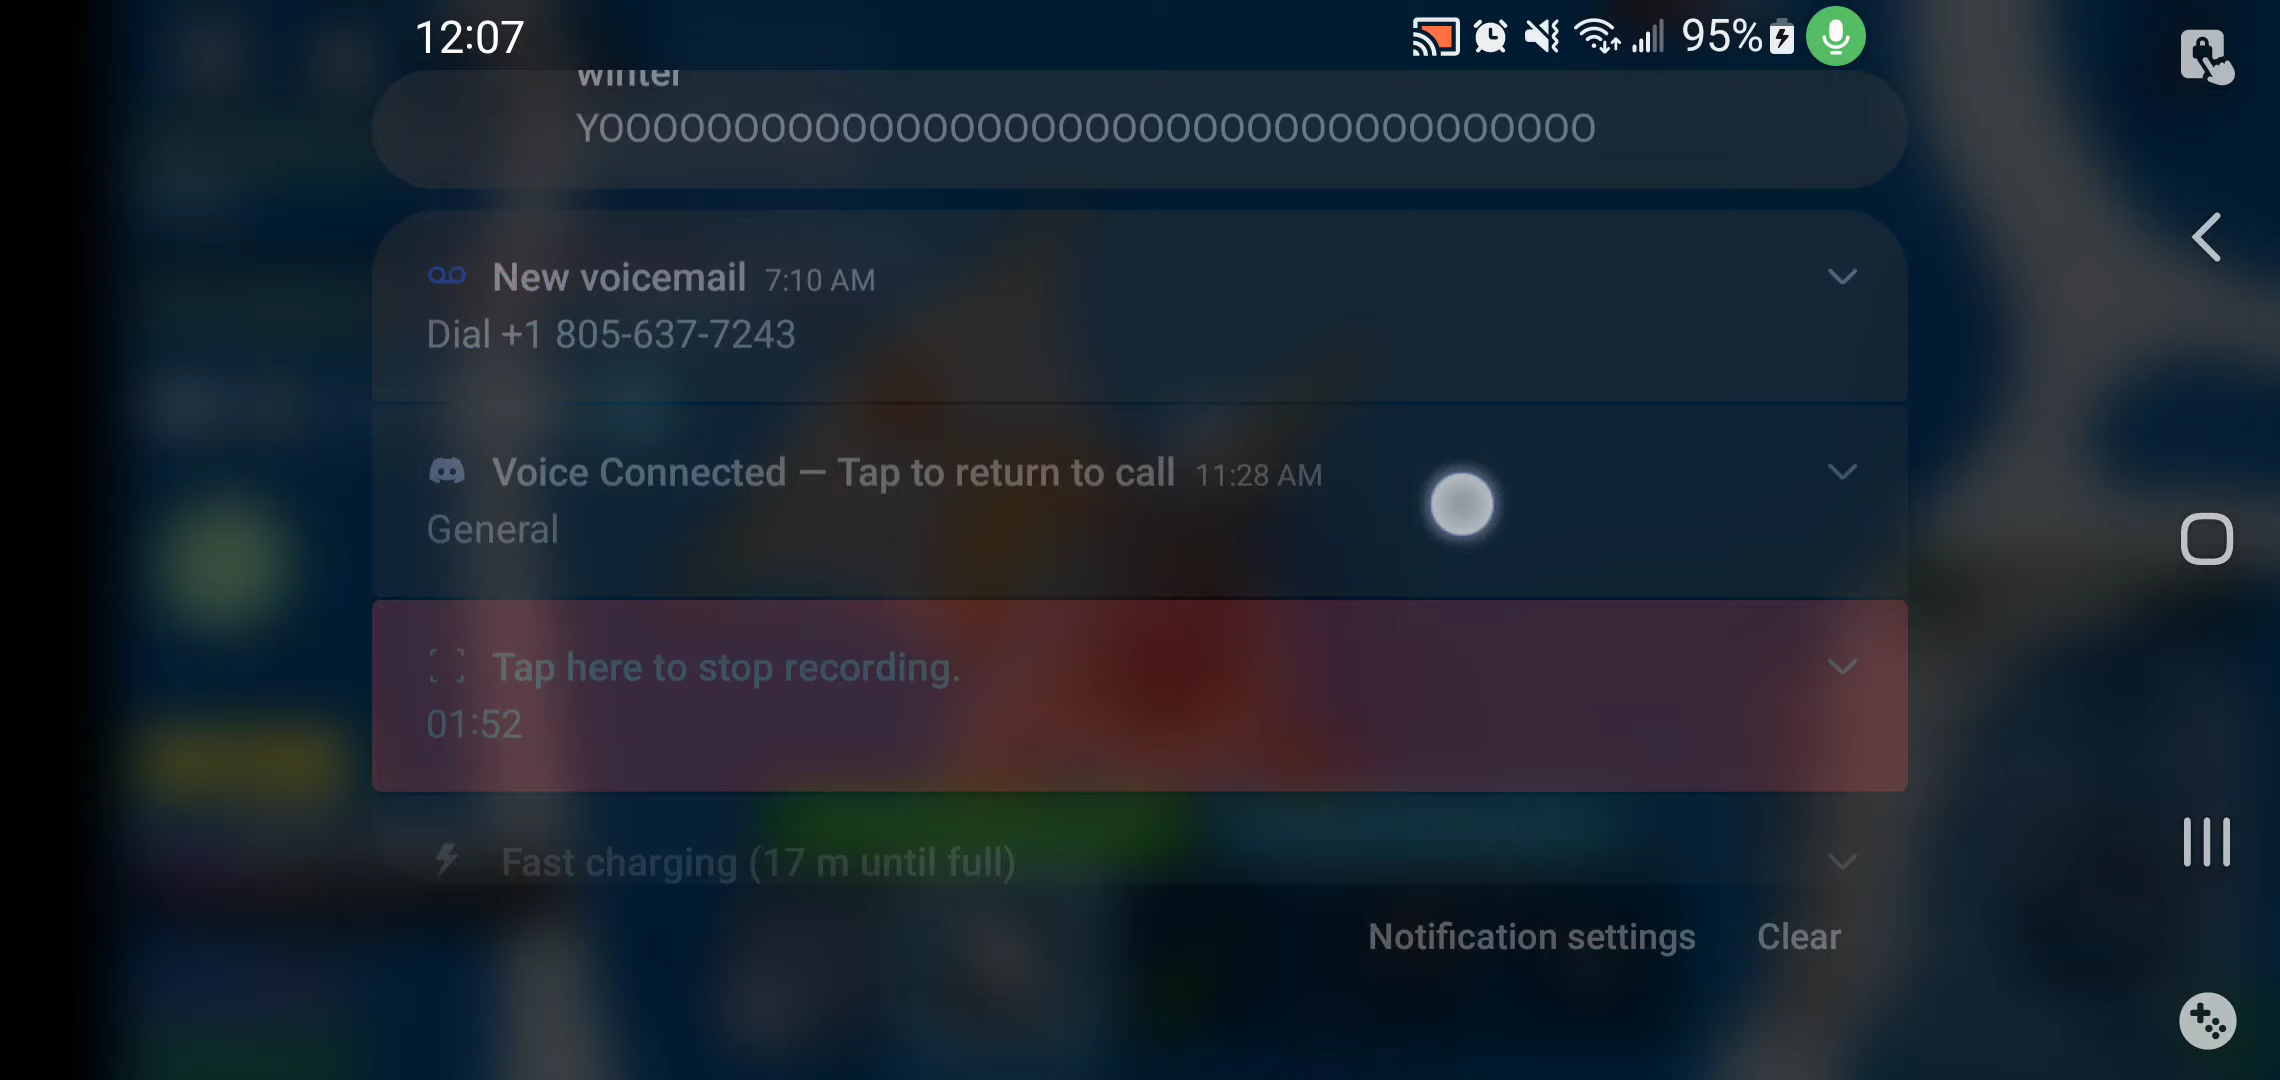 12:07
95%
winter
YOOOOOOOOOOOOOOOOOOOOOOOOOOOOOOOOOOOOO
New voicemail 7:10 AM
Dial +1 805-637-7243
Voice Connected — Tap to return to call 11:28 AM
General
Tap here to stop recording.
01:52
Fast charging (17 m until full)
Notification settings Clear